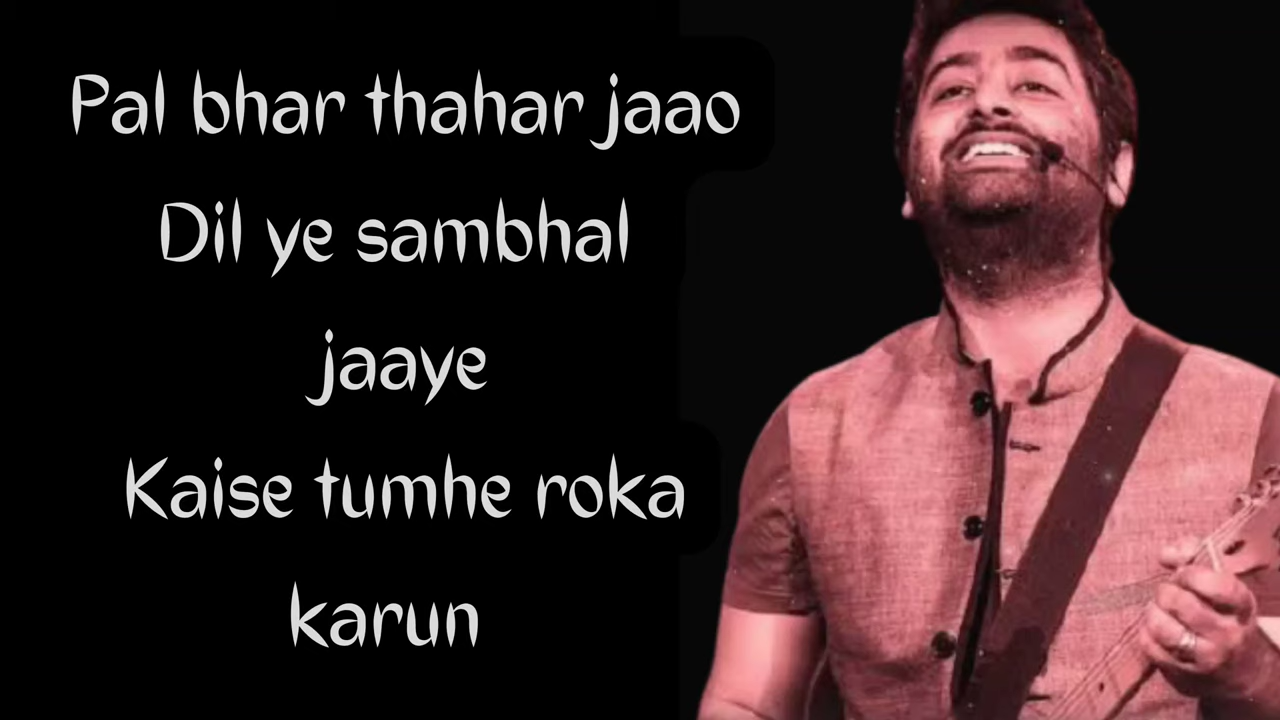 Pal bhar thahar jaao
Dil ye sambhal
jaaye
Kaise tumhe roka
karun